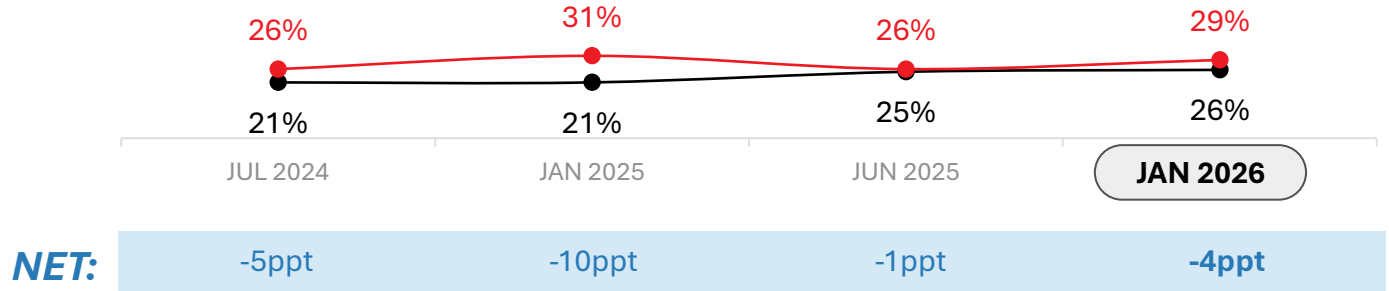 26% 31% 26% 29%
21% 21% 25% 26%
JUL 2024 JAN 2025 JUN 2025 JAN 2026
NET: -5ppt -10ppt -1ppt -4ppt